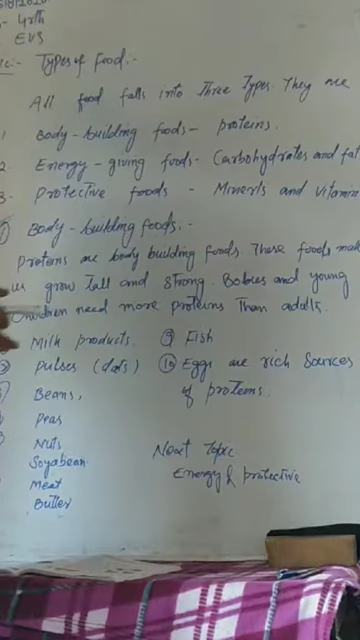 4th
EVS
Types of food:-
All food falls into Three Types. They are
1. Body-building foods - proteins.
2. Energy-giving foods - Carbohydrates and fat
3- Protective foods - Minerls and vitamin
① Body-building foods.-
Proteins are body building foods. These foods make
us grow Tall and strong. Babies and young
Children need more proteins Than adults.
Milk products. ⑨ Fish
Pulses (dals) ⑩ Eggs are rich sources
Beans, of proteins.
Peas
Nuts
Soyabean
Meat
Butter
Next Topic
Energy & protective